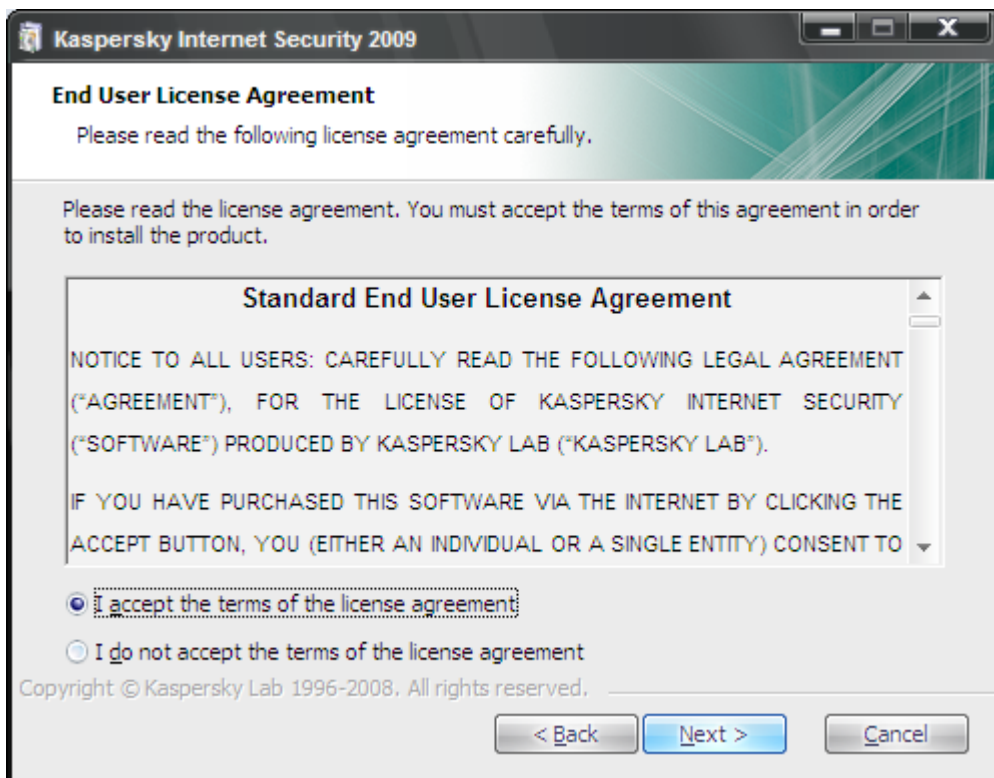 Kaspersky Internet Security 2009
End User License Agreement
Please read the following license agreement carefully.
Please read the license agreement. You must accept the terms of this agreement in order
to install the product.
Standard End User License Agreement
NOTICE TO ALL USERS: CAREFULLY READ THE FOLLOWING LEGAL AGREEMENT
(“AGREEMENT”), FOR THE LICENSE OF KASPERSKY INTERNET SECURITY
(“SOFTWARE”) PRODUCED BY KASPERSKY LAB (“KASPERSKY LAB”).
IF YOU HAVE PURCHASED THIS SOFTWARE VIA THE INTERNET BY CLICKING THE
ACCEPT BUTTON, YOU (EITHER AN INDIVIDUAL OR A SINGLE ENTITY) CONSENT TO
I accept the terms of the license agreement
I do not accept the terms of the license agreement
Copyright © Kaspersky Lab 1996-2008. All rights reserved.
< Back Next > Cancel